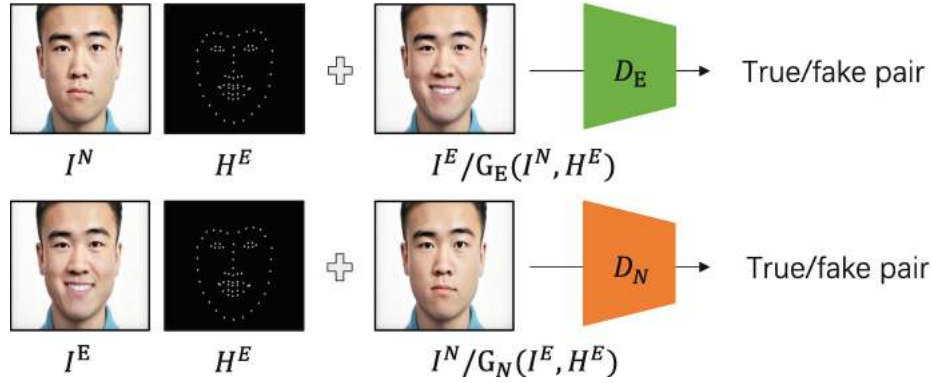 D_E True/fake pair
I^N H^E I^E/G_E(I^N, H^E)
D_N True/fake pair
I^E H^E I^N/G_N(I^E, H^E)